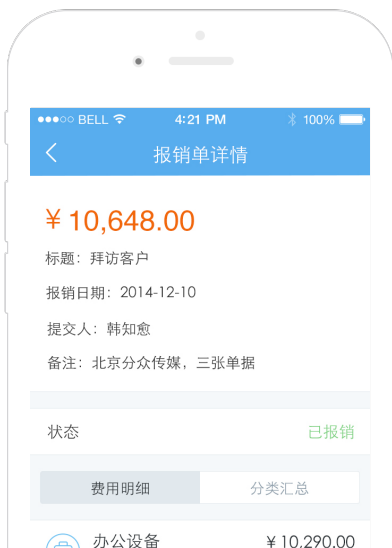 BELL 4:21 PM 100%
报销单详情
¥ 10,648.00
标题：拜访客户
报销日期：2014-12-10
提交人：韩知愈
备注：北京分众传媒，三张单据
状态 已报销
费用明细 分类汇总
办公设备 ¥ 10,290.00